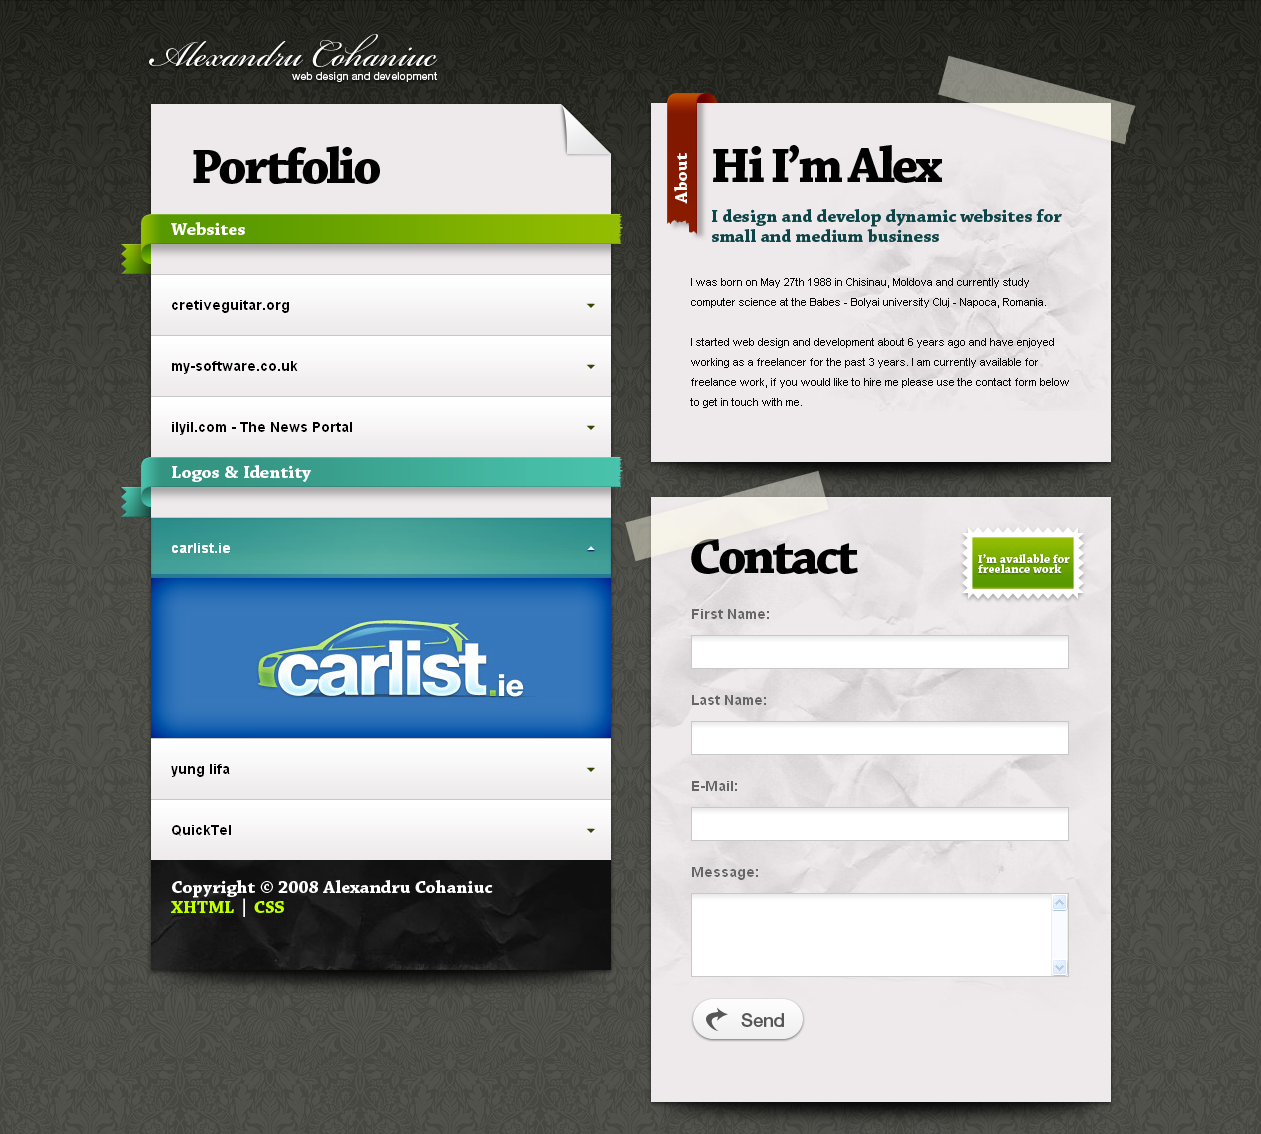 Alexandru Cohaniuc
web design and development
Portfolio
Websites
cretiveguitar.org
my-software.co.uk
ilyil.com - The News Portal
Logos & Identity
carlist.ie
carlist.ie
yung lifa
QuickTel
Copyright © 2008 Alexandru Cohaniuc
XHTML | CSS
About
Hi I'm Alex
I design and develop dynamic websites for
small and medium business
I was born on May 27th 1988 in Chisinau, Moldova and currently study
computer science at the Babes - Bolyai university Cluj - Napoca, Romania.
I started web design and development about 6 years ago and have enjoyed
working as a freelancer for the past 3 years. I am currently available for
freelance work, if you would like to hire me please use the contact form below
to get in touch with me.
Contact
I'm available for
freelance work
First Name:
Last Name:
E-Mail:
Message:
Send